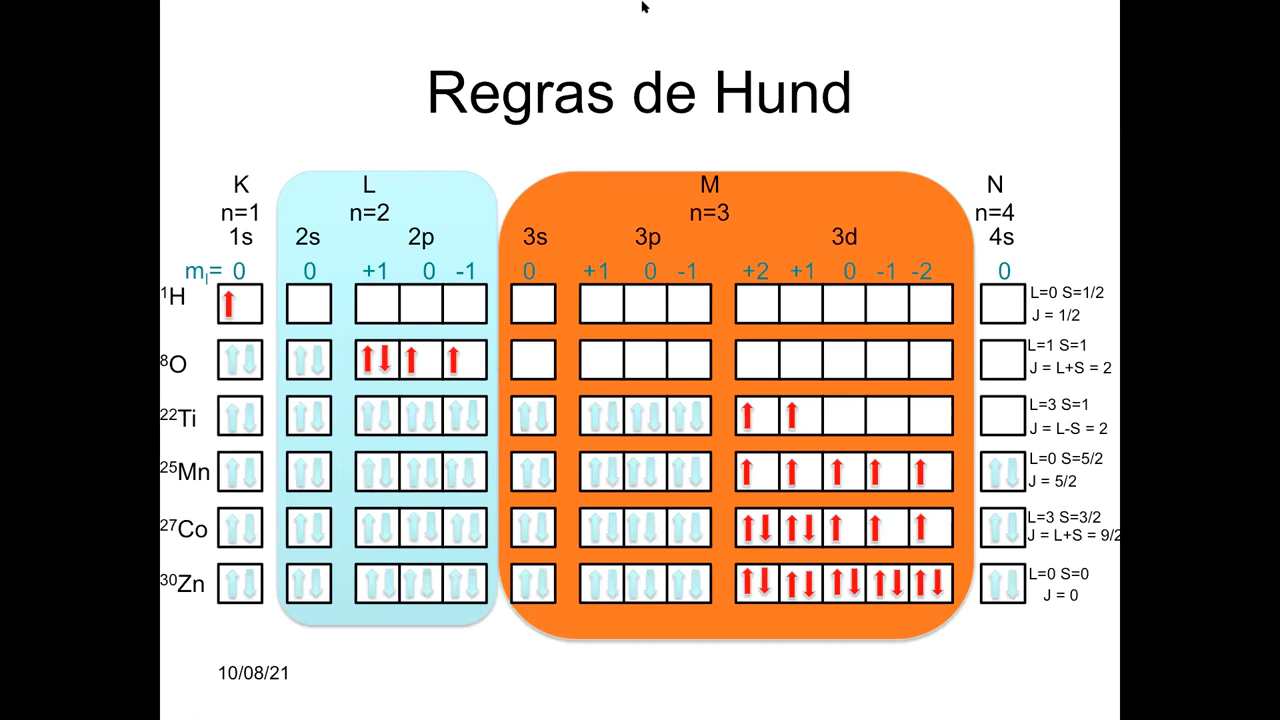 Regras de Hund
K L M N
n=1 n=2 n=3 n=4
1s 2s 2p 3s 3p 3d 4s
mₗ= 0 0 +1 0 -1 0 +1 0 -1 +2 +1 0 -1 -2 0
¹H L=0 S=1/2
J = 1/2
⁸O L=1 S=1
J = L+S = 2
²²Ti L=3 S=1
J = L-S = 2
²⁵Mn L=0 S=5/2
J = 5/2
²⁷Co L=3 S=3/2
J = L+S = 9/2
³⁰Zn L=0 S=0
J = 0
10/08/21